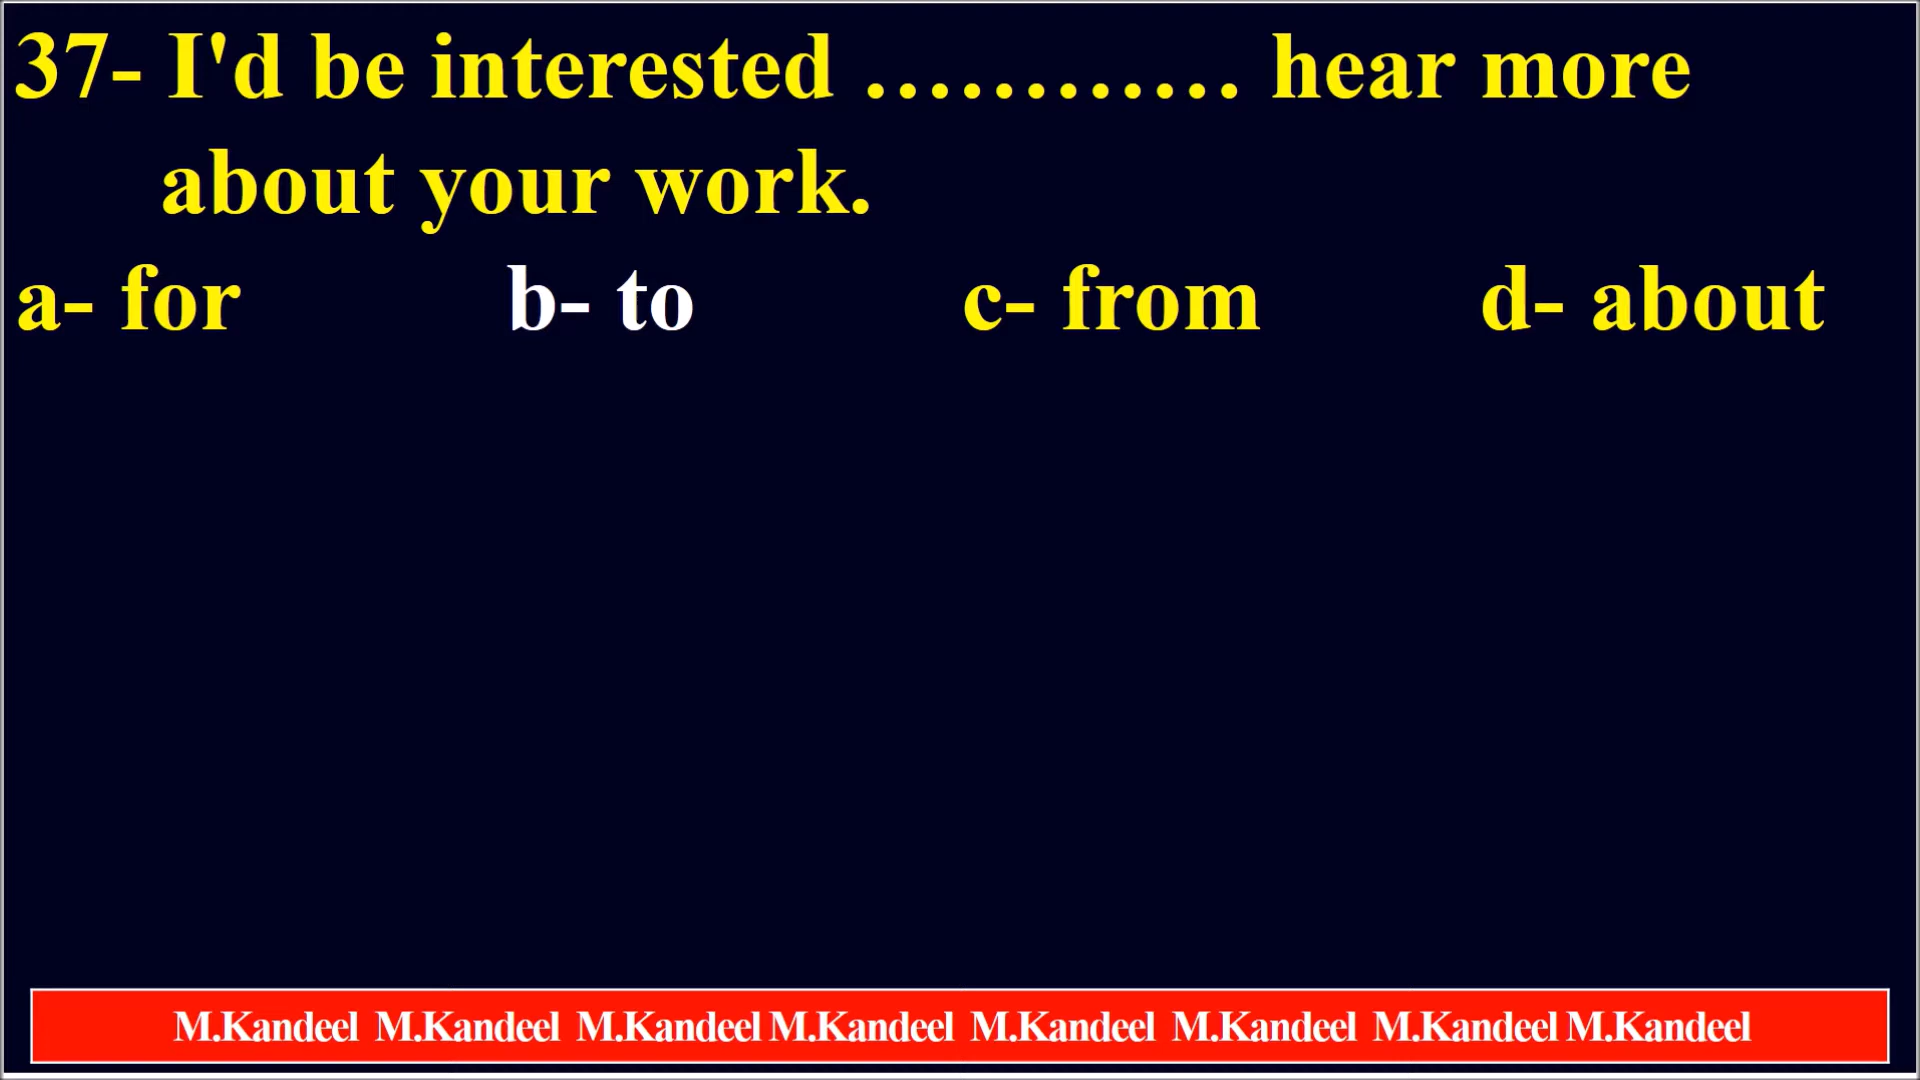 37- I'd be interested ………… hear more
about your work.
a- for b- to c- from d- about
M.Kandeel M.Kandeel M.Kandeel M.Kandeel M.Kandeel M.Kandeel M.Kandeel M.Kandeel